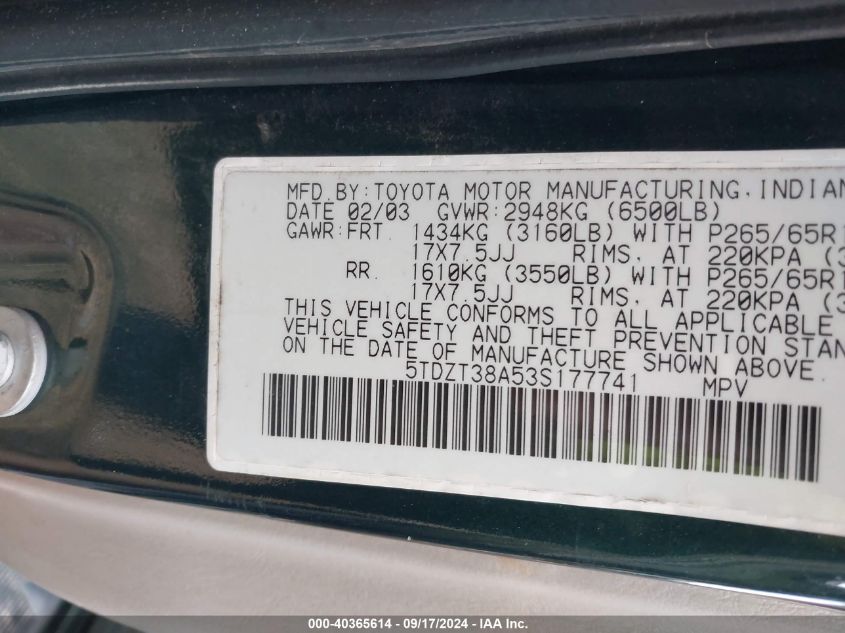 MFD.BY:TOYOTA MOTOR MANUFACTURING,INDIAN
DATE 02/03 GVWR:2948KG (6500LB)
GAWR:FRT 1434KG (3160LB) WITH P265/65R1
17X7.5JJ RIMS, AT 220KPA (3
RR 1610KG (3550LB) WITH P265/65R1
17X7.5JJ RIMS, AT 220KPA (3
THIS VEHICLE CONFORMS TO ALL APPLICABLE
VEHICLE SAFETY AND THEFT PREVENTION STAN
ON THE DATE OF MANUFACTURE SHOWN ABOVE.
5TDZT38A53S177741 MPV
000-40365614 - 09/17/2024 - IAA Inc.